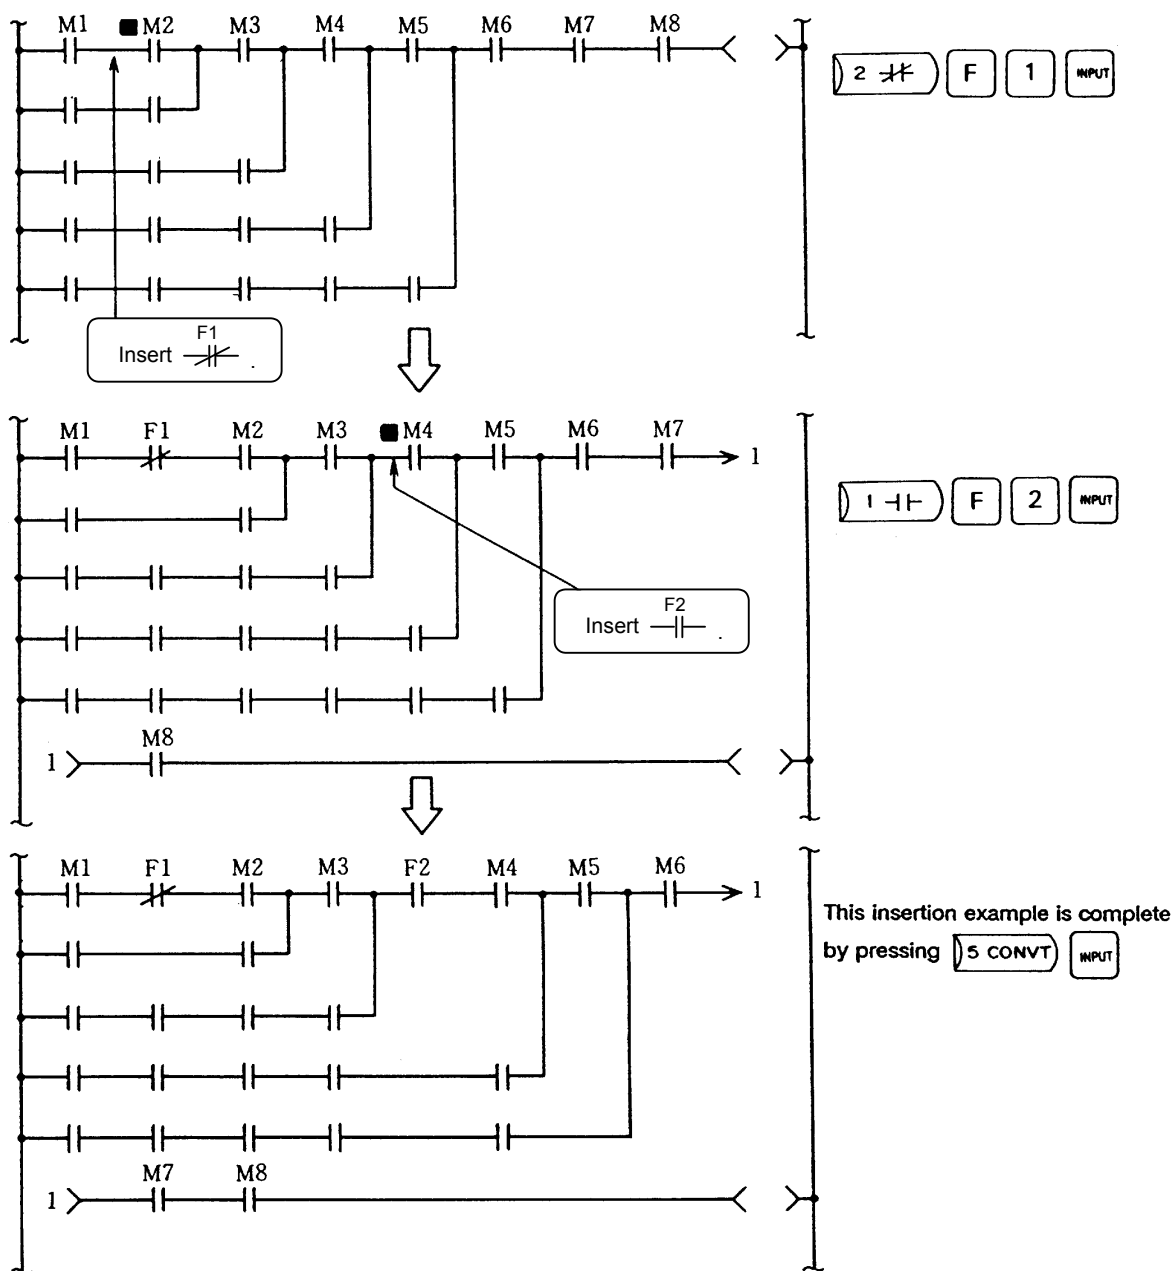 M1 M2 M3 M4 M5 M6 M7 M8
2 F 1 INPUT
F1
Insert .
M1 F1 M2 M3 M4 M5 M6 M7
1
1 F 2 INPUT
F2
Insert .
M8
1
M1 F1 M2 M3 F2 M4 M5 M6
1
This insertion example is complete
by pressing 5 CONVT INPUT
M7 M8
1